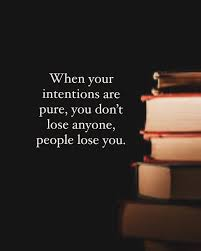 When your
intentions are
pure, you don't
lose anyone,
people lose you.